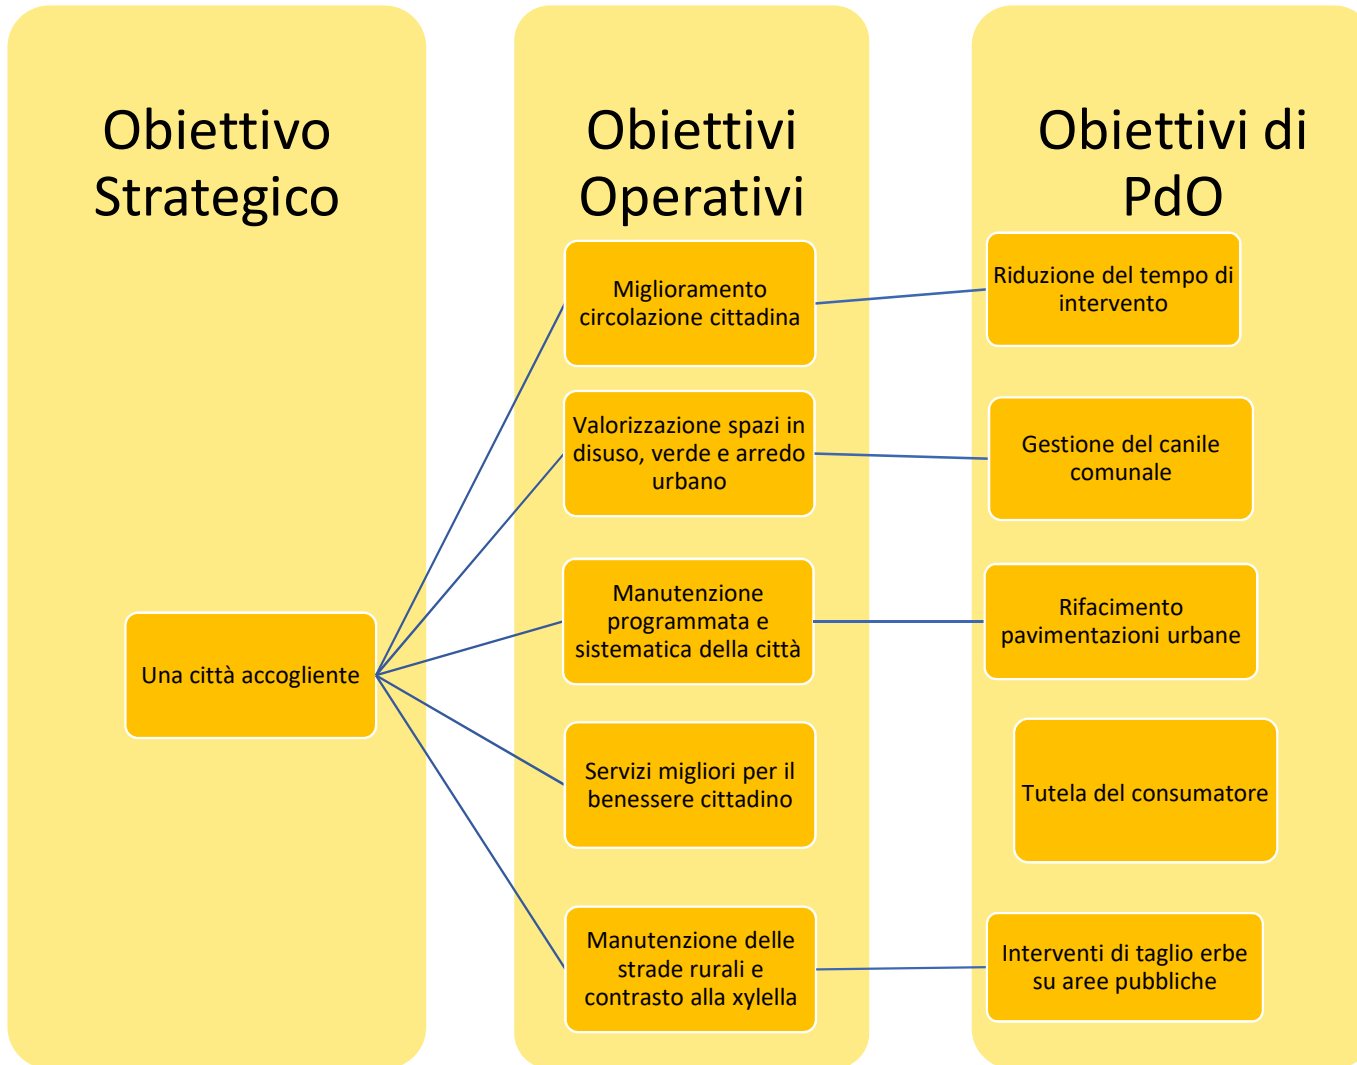 Obiettivo
Strategico
Una città accogliente
Obiettivi
Operativi
Miglioramento
circolazione cittadina
Valorizzazione spazi in
disuso, verde e arredo
urbano
Manutenzione
programmata e
sistematica della città
Servizi migliori per il
benessere cittadino
Manutenzione delle
strade rurali e
contrasto alla xylella
Obiettivi di
PdO
Riduzione del tempo di
intervento
Gestione del canile
comunale
Rifacimento
pavimentazioni urbane
Tutela del consumatore
Interventi di taglio erbe
su aree pubbliche